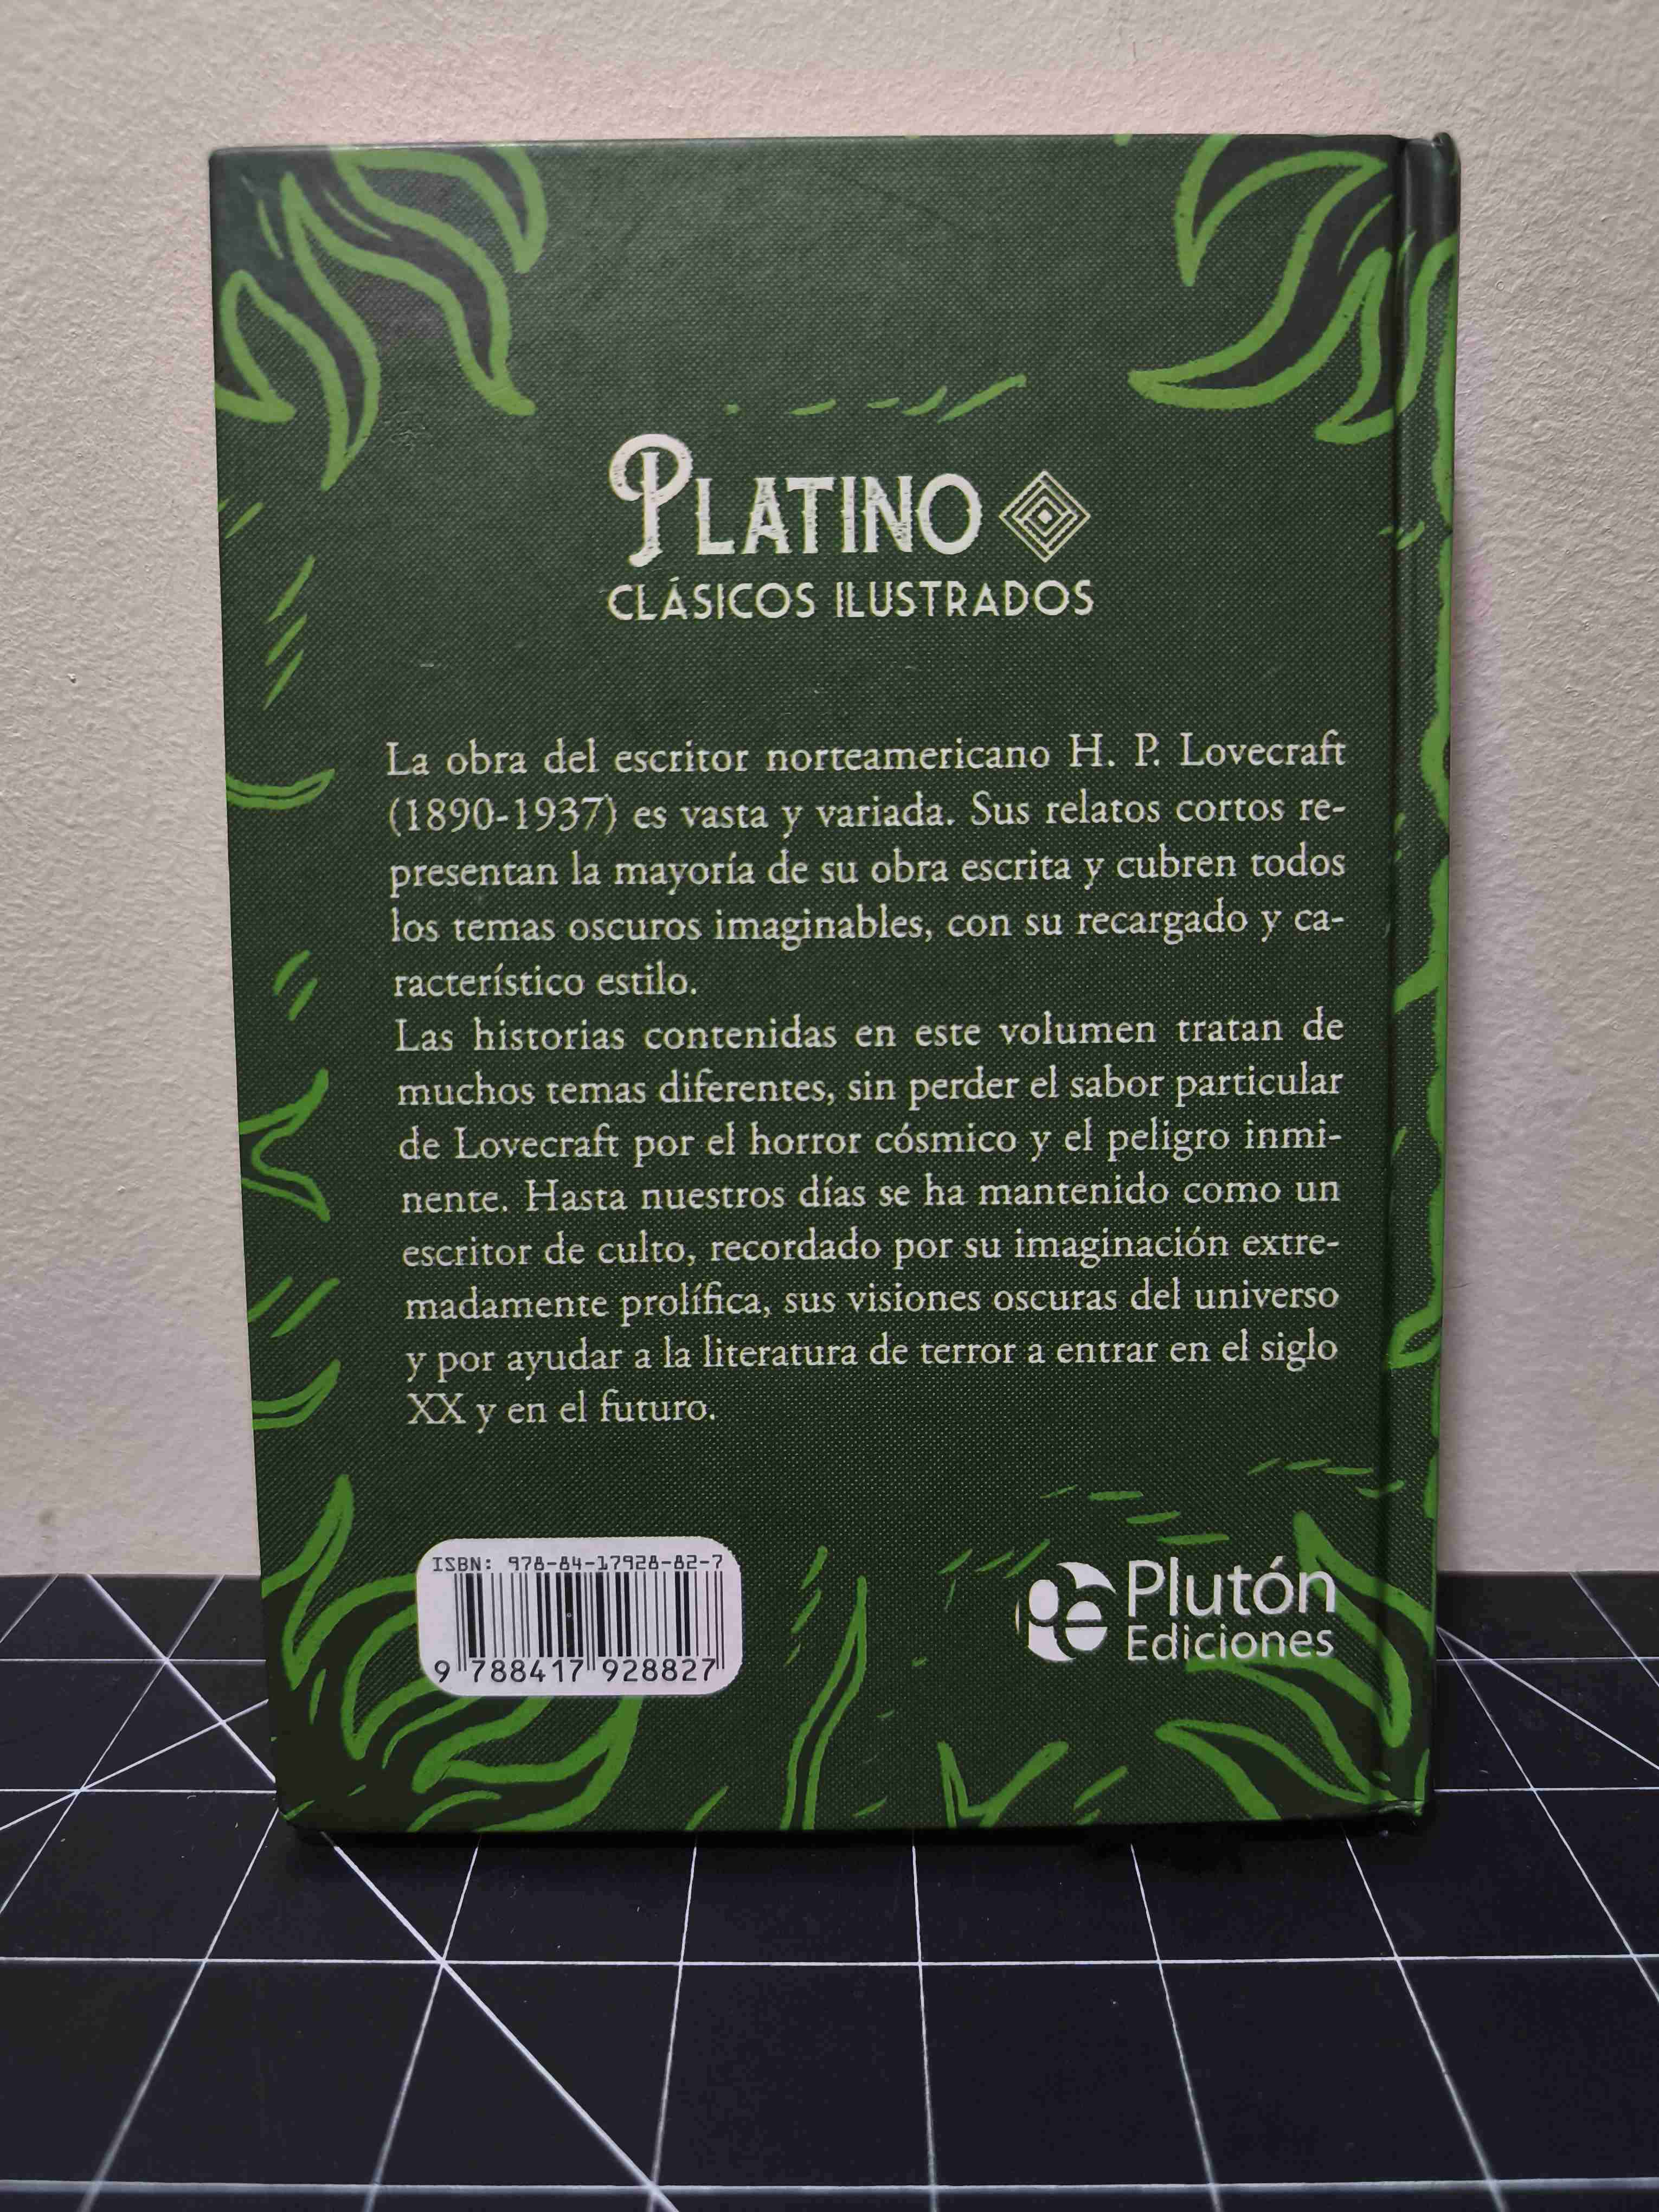 PLATINO
CLÁSICOS ILUSTRADOS
La obra del escritor norteamericano H. P. Lovecraft
(1890-1937) es vasta y variada. Sus relatos cortos re-
presentan la mayoría de su obra escrita y cubren todos
los temas oscuros imaginables, con su recargado y ca-
racterístico estilo.
Las historias contenidas en este volumen tratan de
muchos temas diferentes, sin perder el sabor particular
de Lovecraft por el horror cósmico y el peligro inmi-
nente. Hasta nuestros días se ha mantenido como un
escritor de culto, recordado por su imaginación extre-
madamente prolífica, sus visiones oscuras del universo
y por ayudar a la literatura de terror a entrar en el siglo
XX y en el futuro.
ISBN: 978-84-17928-82-7
9 788417 928827
Pe Plutón
Ediciones